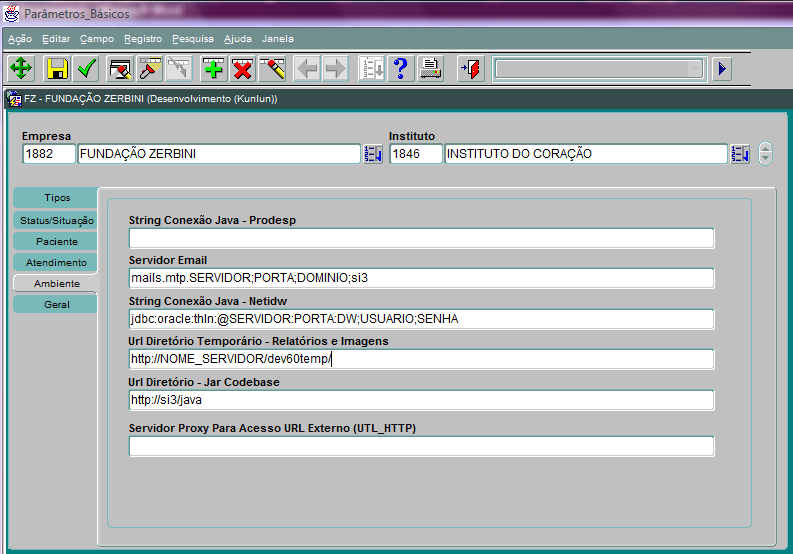 Parâmetros_Básicos
Ação Editar Campo Registro Pesquisa Ajuda Janela
FZ - FUNDAÇÃO ZERBINI (Desenvolvimento (Kunlun))
Empresa Instituto
1882 FUNDAÇÃO ZERBINI 1846 INSTITUTO DO CORAÇÃO
Tipos
Status/Situação
Paciente
Atendimento
Ambiente
Geral
String Conexão Java - Prodesp
Servidor Email
mails.mtp.SERVIDOR;PORTA;DOMINIO;si3
String Conexão Java - Netidw
jdbc:oracle:thln:@SERVIDOR:PORTA:DW;USUARIO;SENHA
Url Diretório Temporário - Relatórios e Imagens
http://NOME_SERVIDOR/dev60temp/
Url Diretório - Jar Codebase
http://si3/java
Servidor Proxy Para Acesso URL Externo (UTL_HTTP)